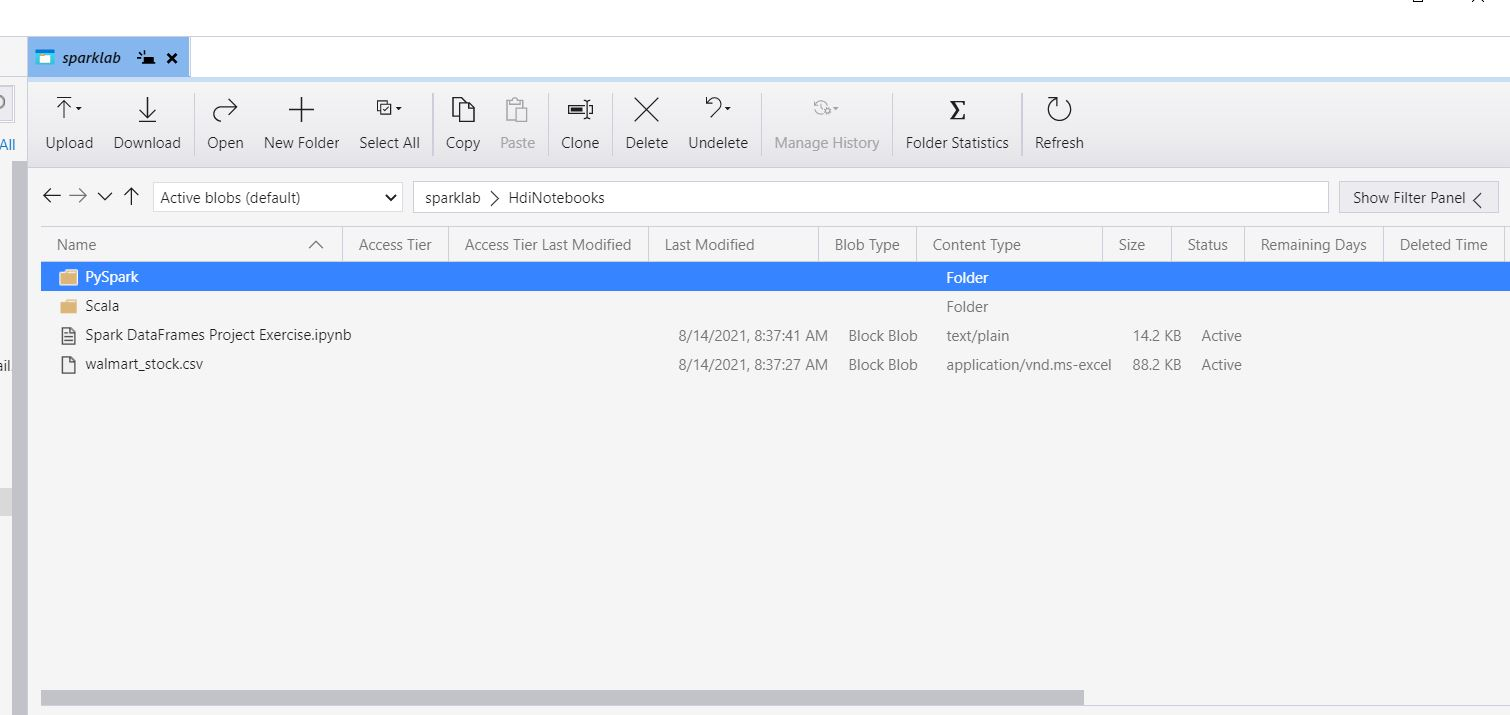 sparklab
Upload Download Open New Folder Select All Copy Paste Clone Delete Undelete Manage History Folder Statistics Refresh
All
Active blobs (default) sparklab HdiNotebooks Show Filter Panel
Name Access Tier Access Tier Last Modified Last Modified Blob Type Content Type Size Status Remaining Days Deleted Time
PySpark Folder
Scala Folder
Spark DataFrames Project Exercise.ipynb 8/14/2021, 8:37:41 AM Block Blob text/plain 14.2 KB Active
walmart_stock.csv 8/14/2021, 8:37:27 AM Block Blob application/vnd.ms-excel 88.2 KB Active